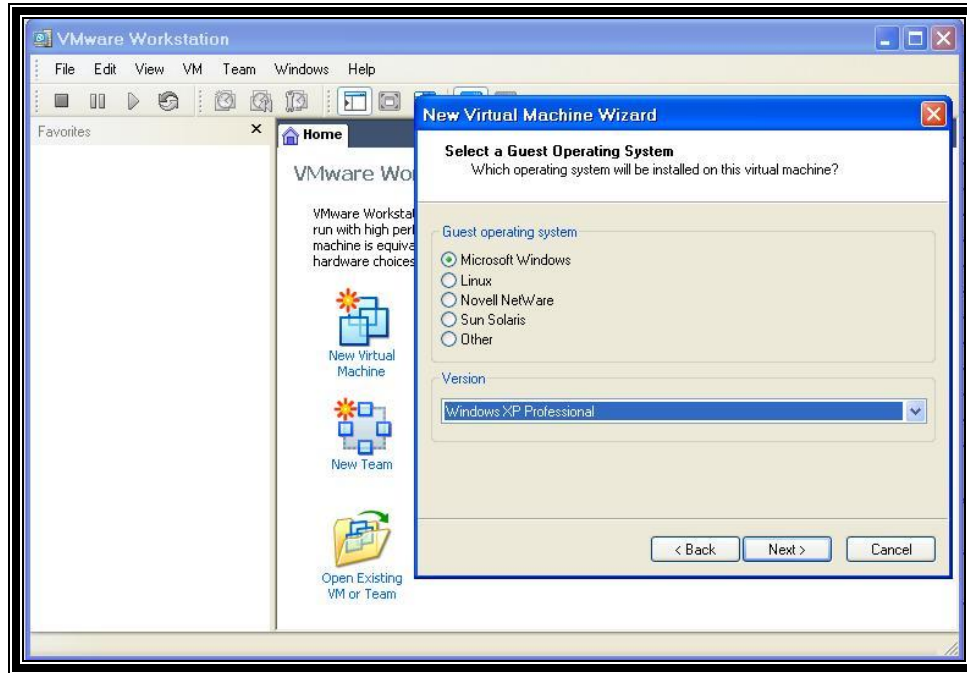 VMware Workstation
File Edit View VM Team Windows Help
Favorites
Home
VMware Wo
VMware Worksta
run with high per
machine is equiva
hardware choices
New Virtual
Machine
New Team
Open Existing
VM or Team
New Virtual Machine Wizard
Select a Guest Operating System
Which operating system will be installed on this virtual machine?
Guest operating system
Microsoft Windows
Linux
Novell NetWare
Sun Solaris
Other
Version
Windows XP Professional
< Back Next > Cancel